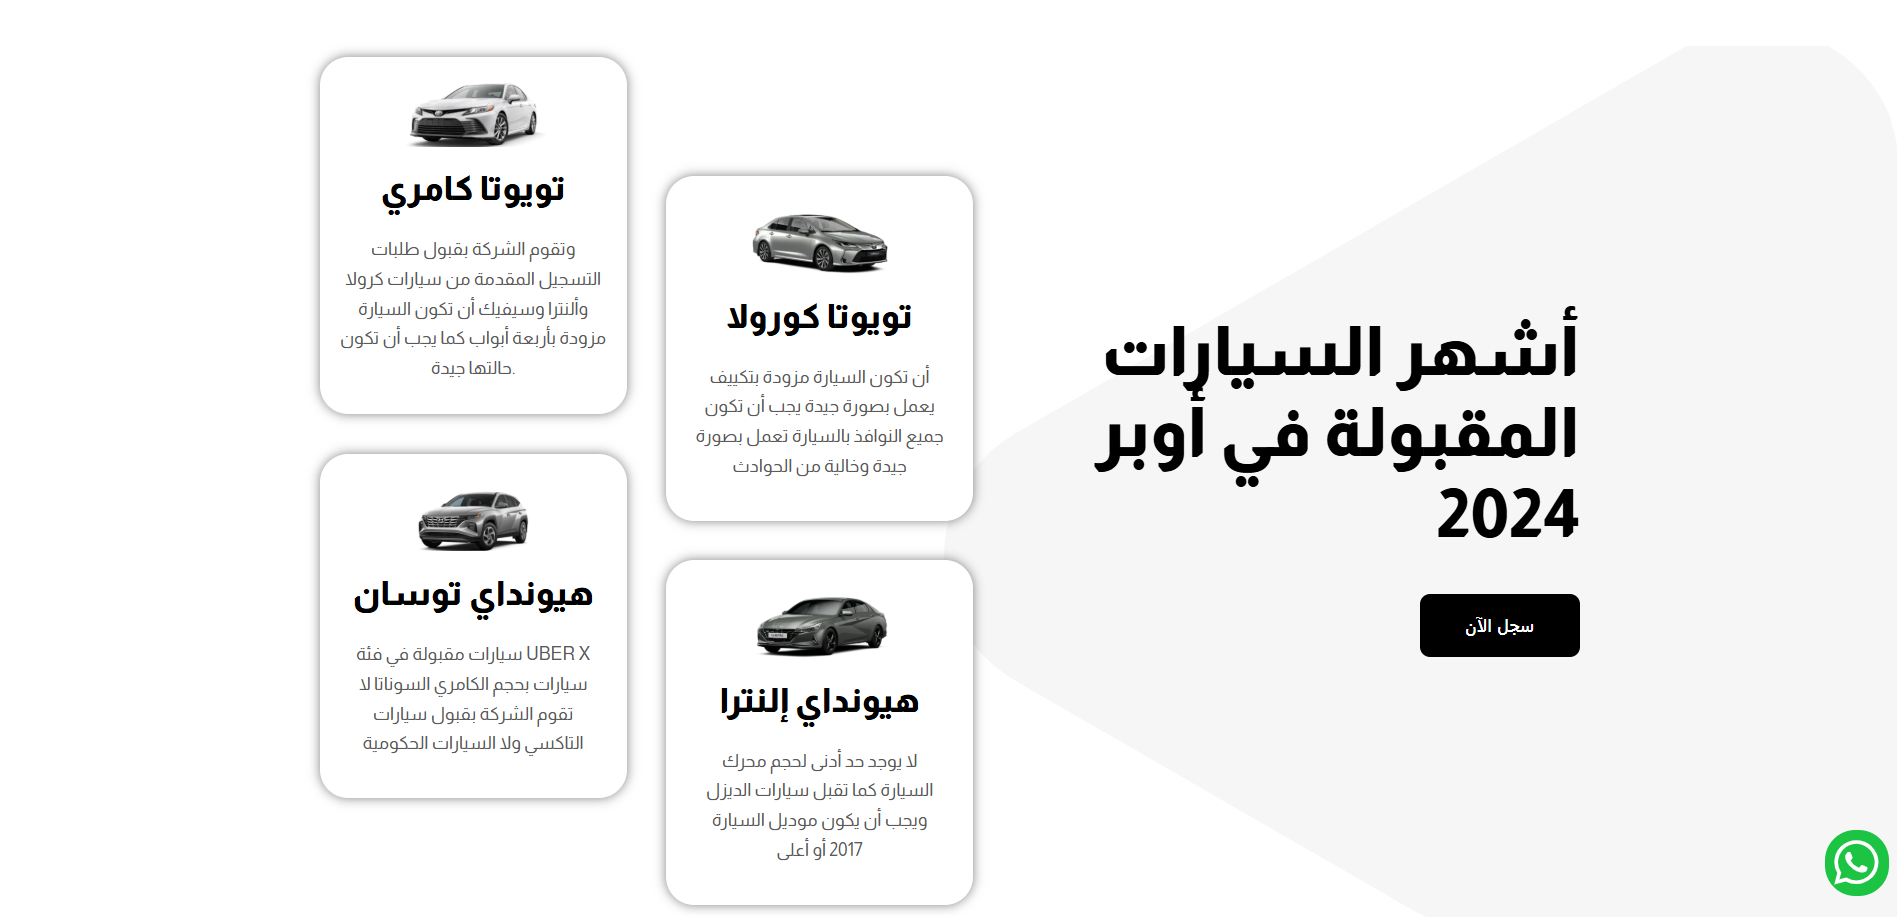 أشهر السيارات
المقبولة في أوبر
2024
سجل الآن
تويوتا كورولا
أن تكون السيارة مزودة بتكييف
يعمل بصورة جيدة يجب أن تكون
جميع النوافذ بالسيارة تعمل بصورة
جيدة وخالية من الحوادث
هيونداي إلنترا
لا يوجد حد أدنى لحجم محرك
السيارة كما تقبل سيارات الديزل
ويجب أن يكون موديل السيارة
2017 أو أعلى
تويوتا كامري
وتقوم الشركة بقبول طلبات
التسجيل المقدمة من سيارات كرولا
وألنترا وسيفيك أن تكون السيارة
مزودة بأربعة أبواب كما يجب أن تكون
.حالتها جيدة
هيونداي توسان
UBER X سيارات مقبولة في فئة
سيارات بحجم الكامري السوناتا لا
تقوم الشركة بقبول سيارات
التاكسي ولا السيارات الحكومية